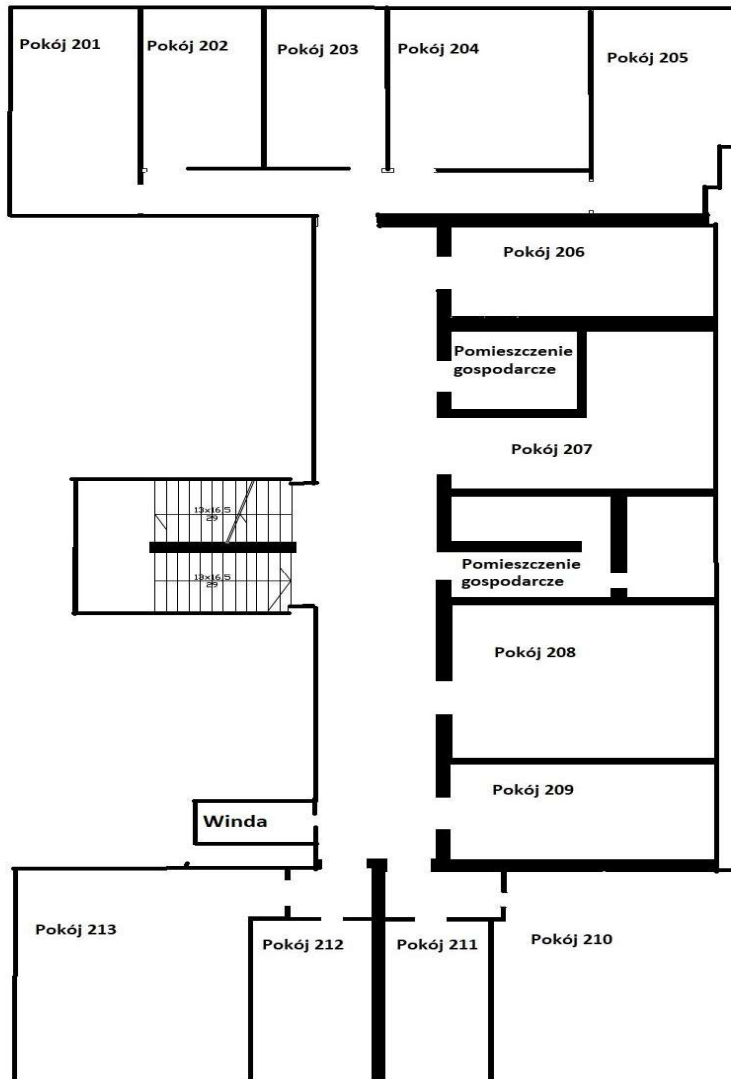 Pokój 201
Pokój 202
Pokój 203
Pokój 204
Pokój 205
Pokój 206
Pomieszczenie
gospodarcze
Pokój 207
13x16,5
29
13x16,5
29
Pomieszczenie
gospodarcze
Pokój 208
Pokój 209
Winda
Pokój 213
Pokój 212
Pokój 211
Pokój 210